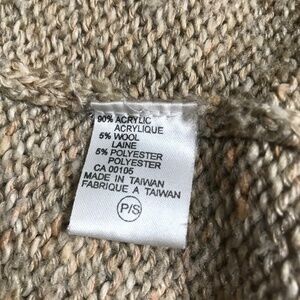 90% ACRYLIC
ACRYLIQUE
5% WOOL
LAINE
5% POLYESTER
POLYESTER
CA 00105
MADE IN TAIWAN
FABRIQUE A TAIWAN
P/S